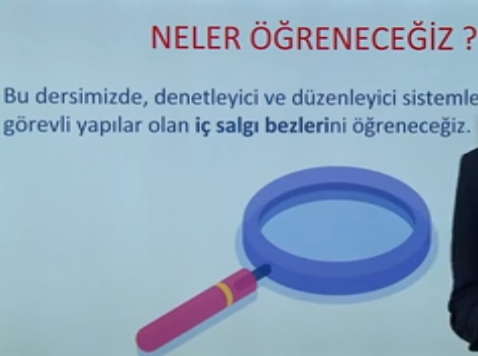 NELER ÖĞRENECEĞİZ ?
Bu dersimizde, denetleyici ve düzenleyici sistemle
görevli yapılar olan iç salgı bezlerini öğreneceğiz.